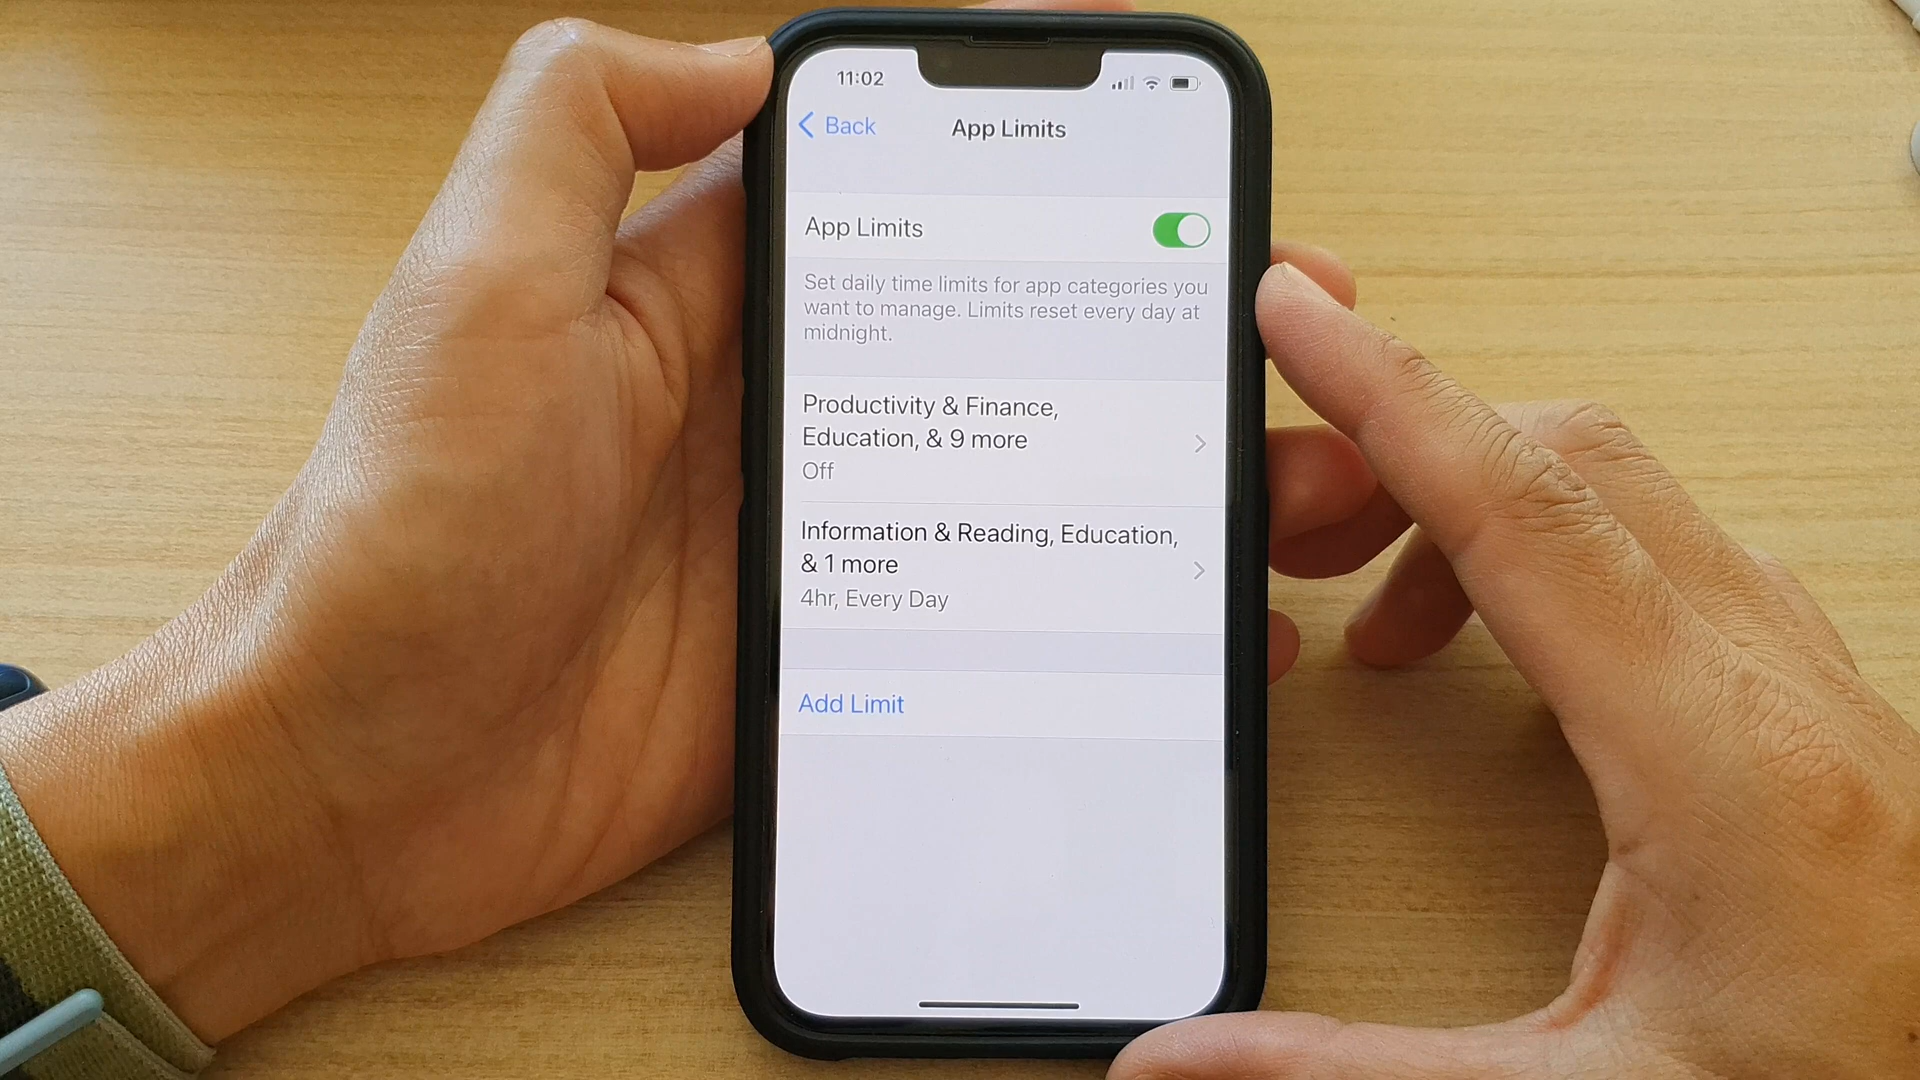 11:02
Back
App Limits
App Limits
Set daily time limits for app categories you
want to manage. Limits reset every day at
midnight.
Productivity & Finance,
Education, & 9 more
Off
Information & Reading, Education,
& 1 more
4hr, Every Day
Add Limit